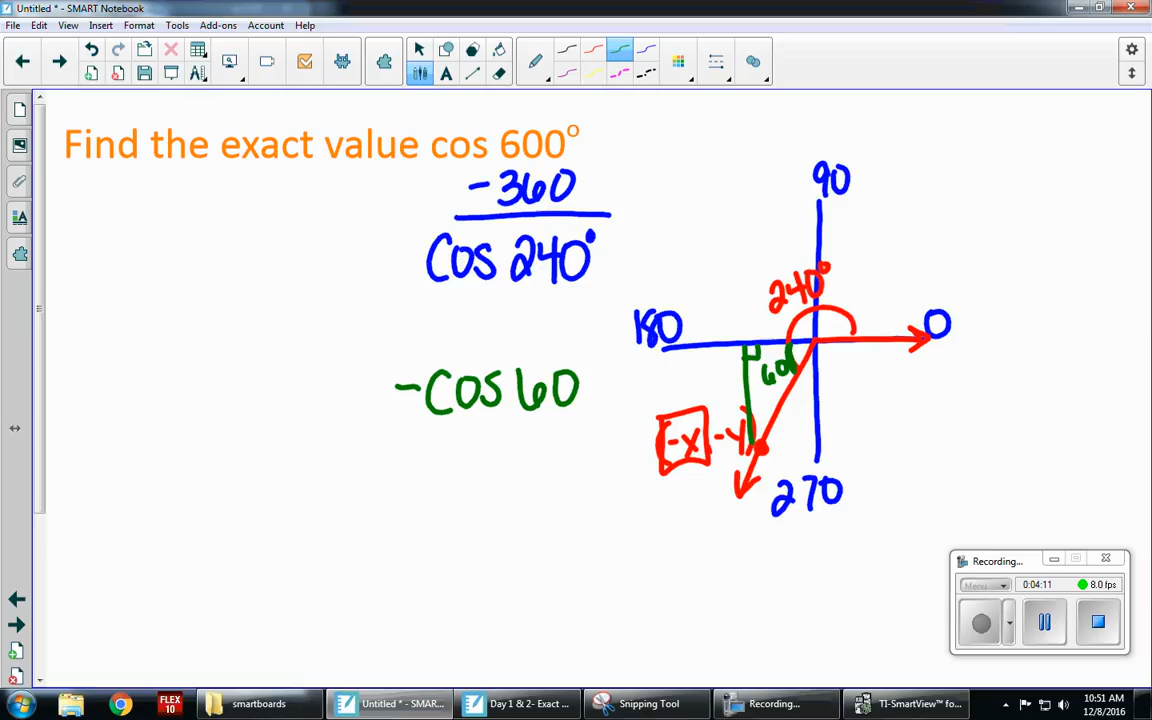 Untitled * - SMART Notebook
File Edit View Insert Format Tools Add-ons Account Help
FLEX 10
Find the exact value cos 600°
-360
cos 240°
-cos 60
90
240°
180
0
60
-x -y
270
Recording...
Menu
0:04:11
8.0 fps
smartboards
Untitled * - SMAR...
Day 1 & 2- Exact ...
Snipping Tool
Recording...
TI-SmartView™ fo...
10:51 AM
12/8/2016